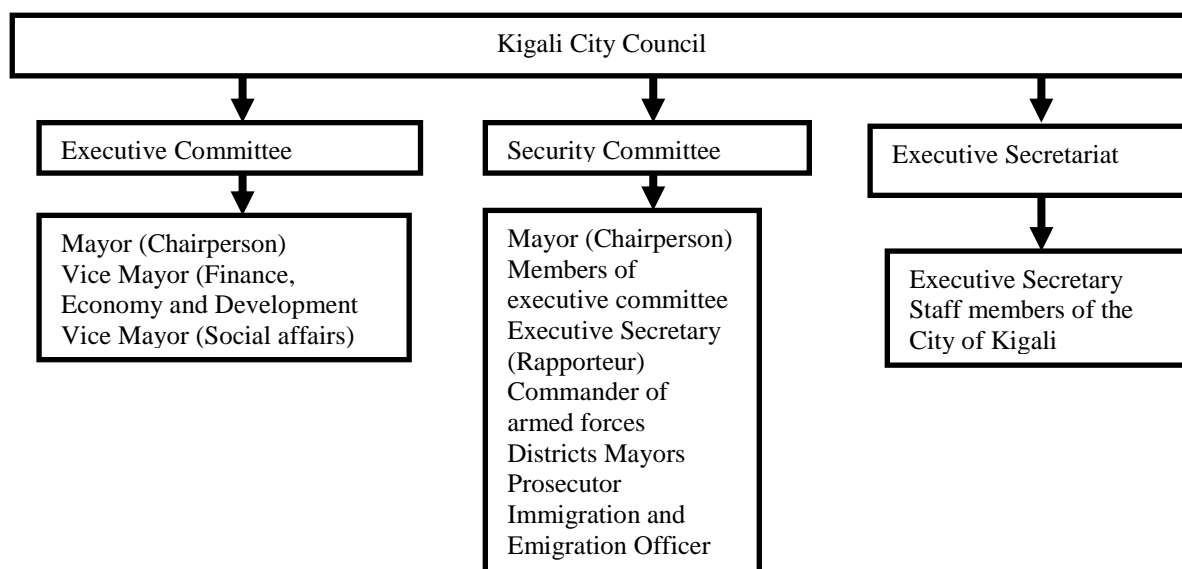 Kigali City Council
Executive Committee
Mayor (Chairperson)
Vice Mayor (Finance,
Economy and Development
Vice Mayor (Social affairs)
Security Committee
Mayor (Chairperson)
Members of
executive committee
Executive Secretary
(Rapporteur)
Commander of
armed forces
Districts Mayors
Prosecutor
Immigration and
Emigration Officer
Executive Secretariat
Executive Secretary
Staff members of the
City of Kigali